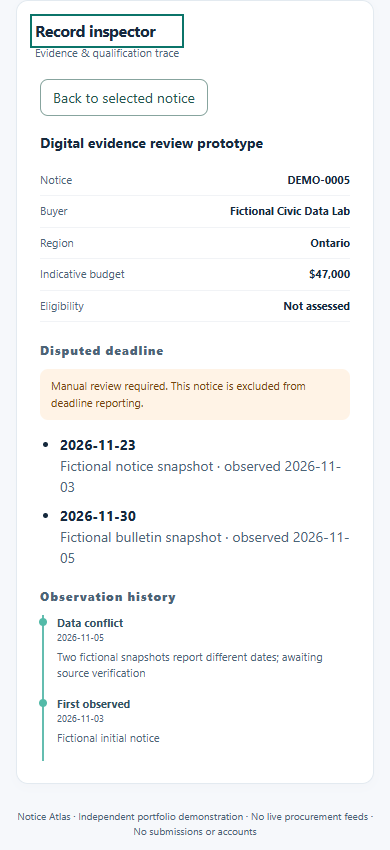 Record inspector
Evidence & qualification trace
Back to selected notice
Digital evidence review prototype
Notice DEMO-0005
Buyer Fictional Civic Data Lab
Region Ontario
Indicative budget $47,000
Eligibility Not assessed
Disputed deadline
Manual review required. This notice is excluded from
deadline reporting.
2026-11-23
Fictional notice snapshot · observed 2026-11-
03
2026-11-30
Fictional bulletin snapshot · observed 2026-11-
05
Observation history
Data conflict
2026-11-05
Two fictional snapshots report different dates; awaiting
source verification
First observed
2026-11-03
Fictional initial notice
Notice Atlas · Independent portfolio demonstration · No live procurement feeds ·
No submissions or accounts